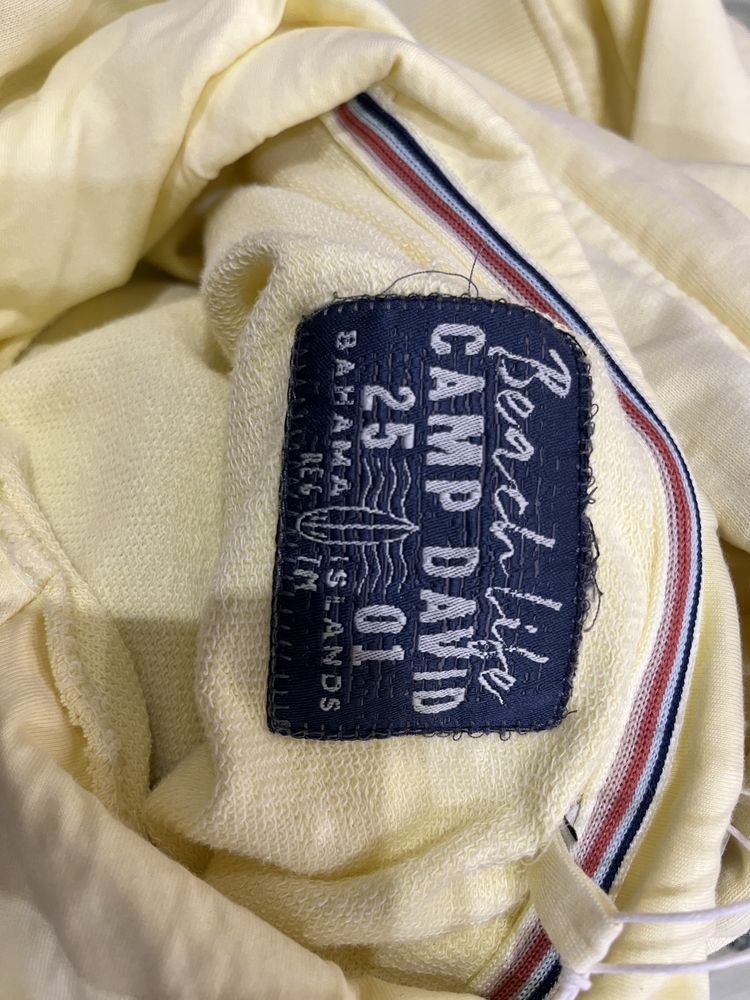 Beach Life
CAMP DAVID
25 01
BAHAMA ISLANDS
REG TM